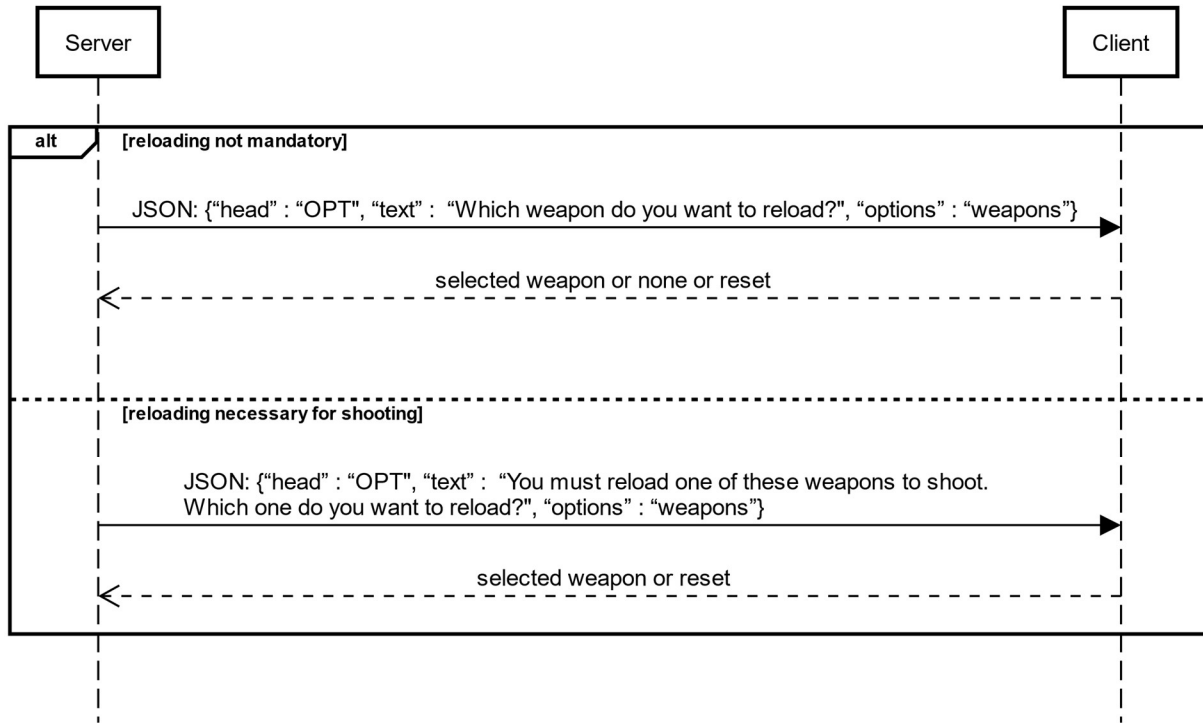 Server
Client
alt
[reloading not mandatory]
JSON: {“head” : “OPT", “text” :  “Which weapon do you want to reload?", “options” : “weapons”}
selected weapon or none or reset
[reloading necessary for shooting]
JSON: {“head” : “OPT", “text” :  “You must reload one of these weapons to shoot.
Which one do you want to reload?", “options” : “weapons”}
selected weapon or reset